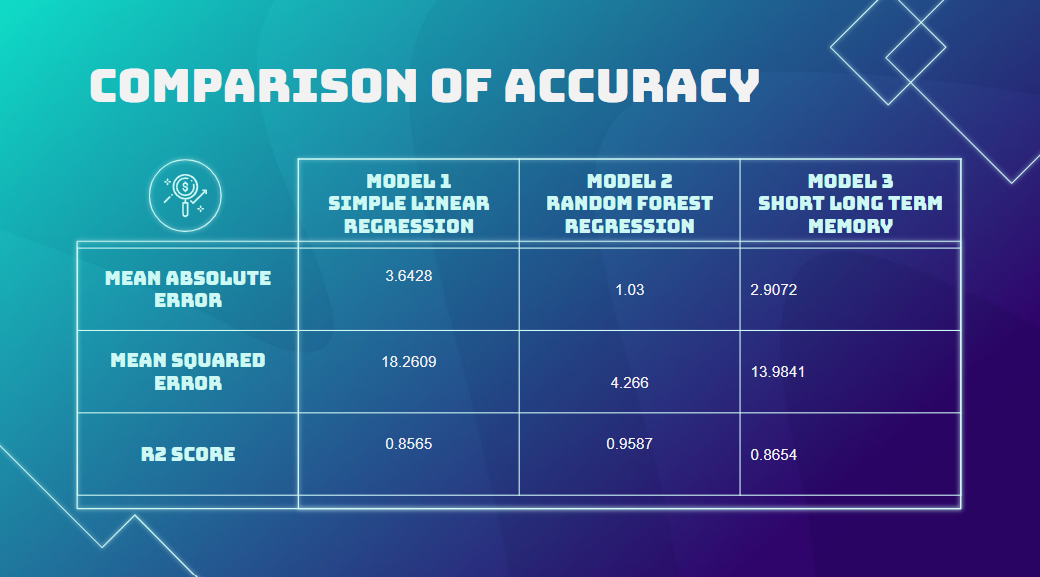 COMPARISON OF ACCURACY
MODEL 1
SIMPLE LINEAR
REGRESSION
MODEL 2
RANDOM FOREST
REGRESSION
MODEL 3
SHORT LONG TERM
MEMORY
MEAN ABSOLUTE
ERROR
3.6428
1.03
2.9072
MEAN SQUARED
ERROR
18.2609
4.266
13.9841
R2 SCORE
0.8565
0.9587
0.8654